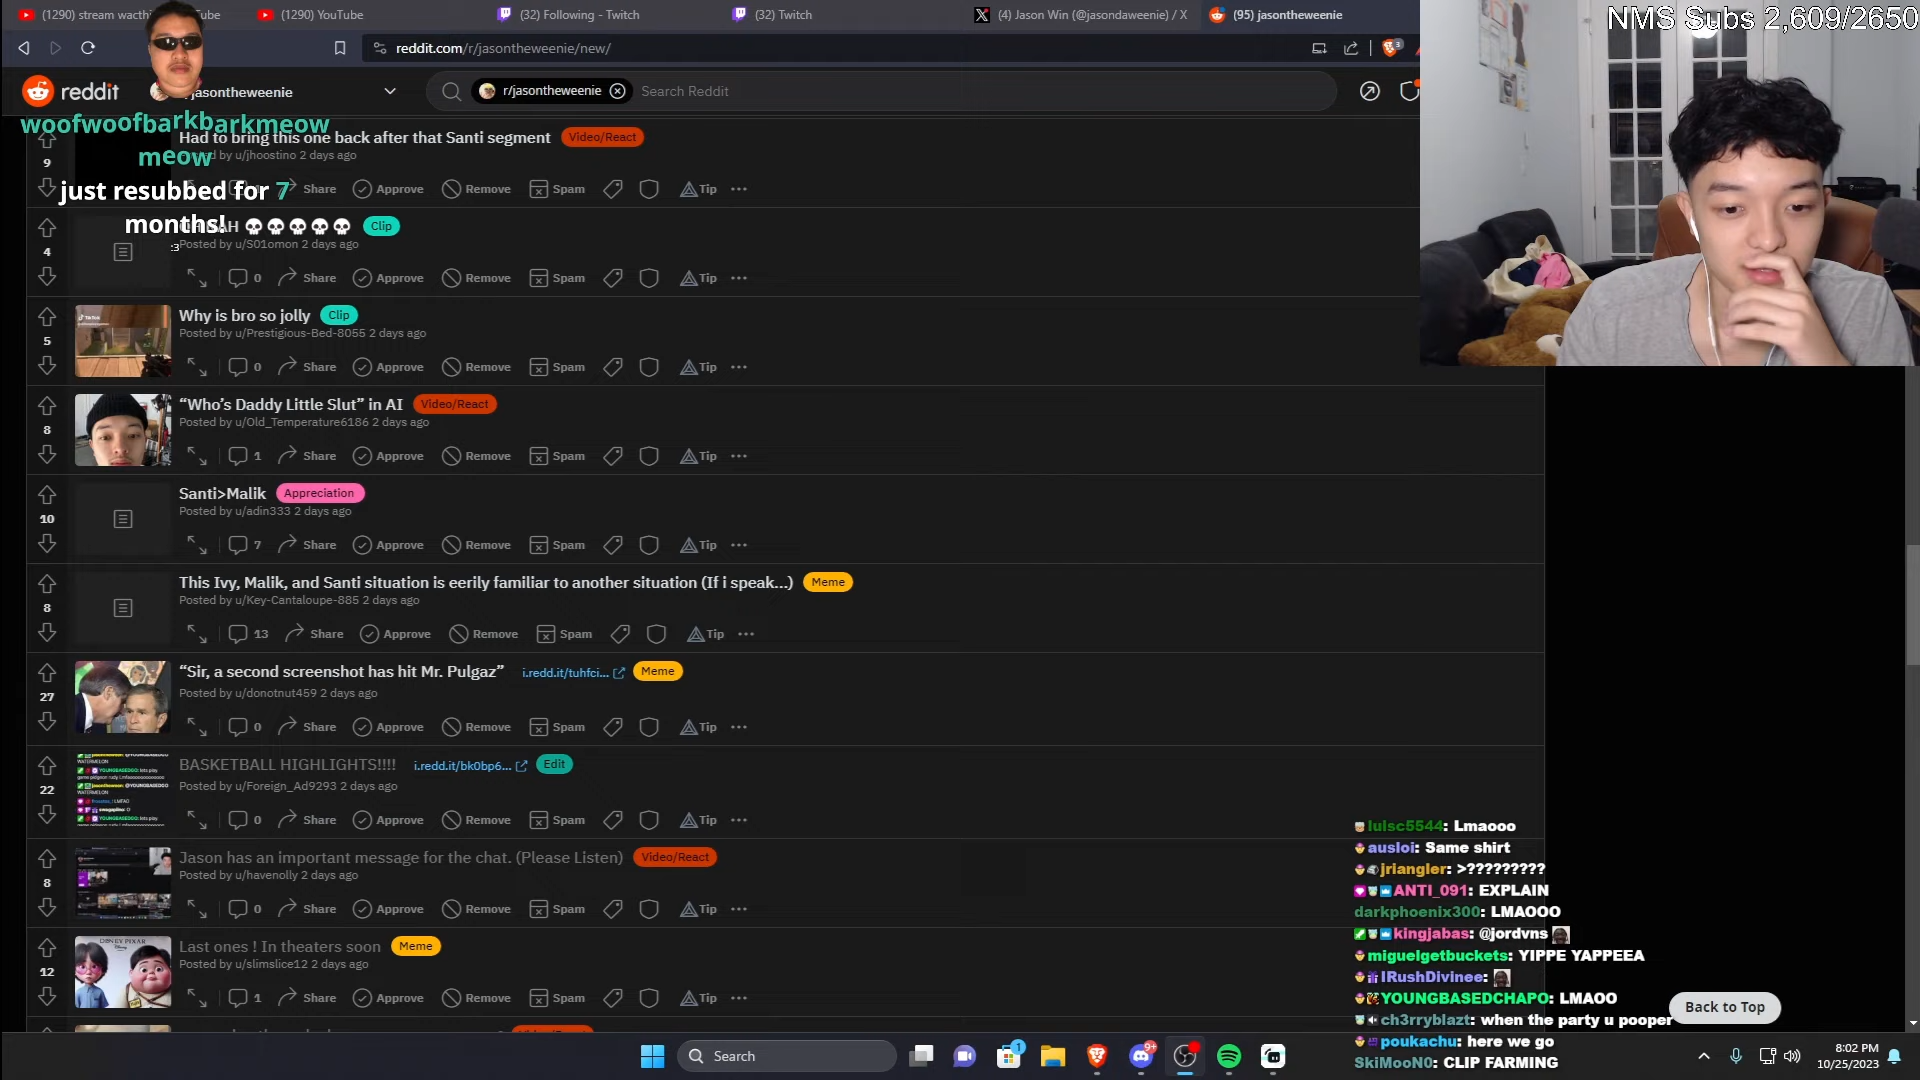 (1290) stream wacthi
Tube
(1290) YouTube
(32) Following - Twitch
(32) Twitch
(4) Jason Win (@jasondaweenie) / X
(95) jasontheweenie
NMS Subs 2,609/2650
reddit.com/r/jasontheweenie/new/
3
reddit
jasontheweenie
r/jasontheweenie
Search Reddit
woofwoofbarkbarkmeow
meow
just resubbed for 7
months!
Had to bring this one back after that Santi segment Video/React
u/jhoostino 2 days ago
9
Share Approve Remove Spam Tip
💀💀💀💀💀 Clip
Posted by u/S01omon 2 days ago
4
0 Share Approve Remove Spam Tip
Why is bro so jolly Clip
Posted by u/Prestigious-Bed-8055 2 days ago
5
0 Share Approve Remove Spam Tip
“Who’s Daddy Little Slut” in AI Video/React
Posted by u/Old_Temperature6186 2 days ago
8
1 Share Approve Remove Spam Tip
Santi>Malik Appreciation
Posted by u/adin333 2 days ago
10
7 Share Approve Remove Spam Tip
This Ivy, Malik, and Santi situation is eerily familiar to another situation (If i speak...) Meme
Posted by u/Key-Cantaloupe-885 2 days ago
8
13 Share Approve Remove Spam Tip
“Sir, a second screenshot has hit Mr. Pulgaz” i.redd.it/tuhfci... Meme
Posted by u/donotnut459 2 days ago
27
0 Share Approve Remove Spam Tip
BASKETBALL HIGHLIGHTS!!!! i.redd.it/bk0bp6... Edit
Posted by u/Foreign_Ad9293 2 days ago
22
0 Share Approve Remove Spam Tip
Jason has an important message for the chat. (Please Listen) Video/React
Posted by u/havenolly 2 days ago
8
0 Share Approve Remove Spam Tip
Last ones ! In theaters soon Meme
Posted by u/slimslice12 2 days ago
12
1 Share Approve Remove Spam Tip
lulsc5544: Lmaooo
ausloi: Same shirt
jriangler: >?????????
ANTI_091: EXPLAIN
darkphoenix300: LMAOOO
kingjabas: @jordvns
miguelgetbuckets: YIPPE YAPPEEA
IRushDivinee:
YOUNGBASEDCHAPO: LMAOO
ch3rryblazt: when the party u pooper
poukachu: here we go
SkiMooN0: CLIP FARMING
Back to Top
Search
1
9+
8:02 PM
10/25/2023